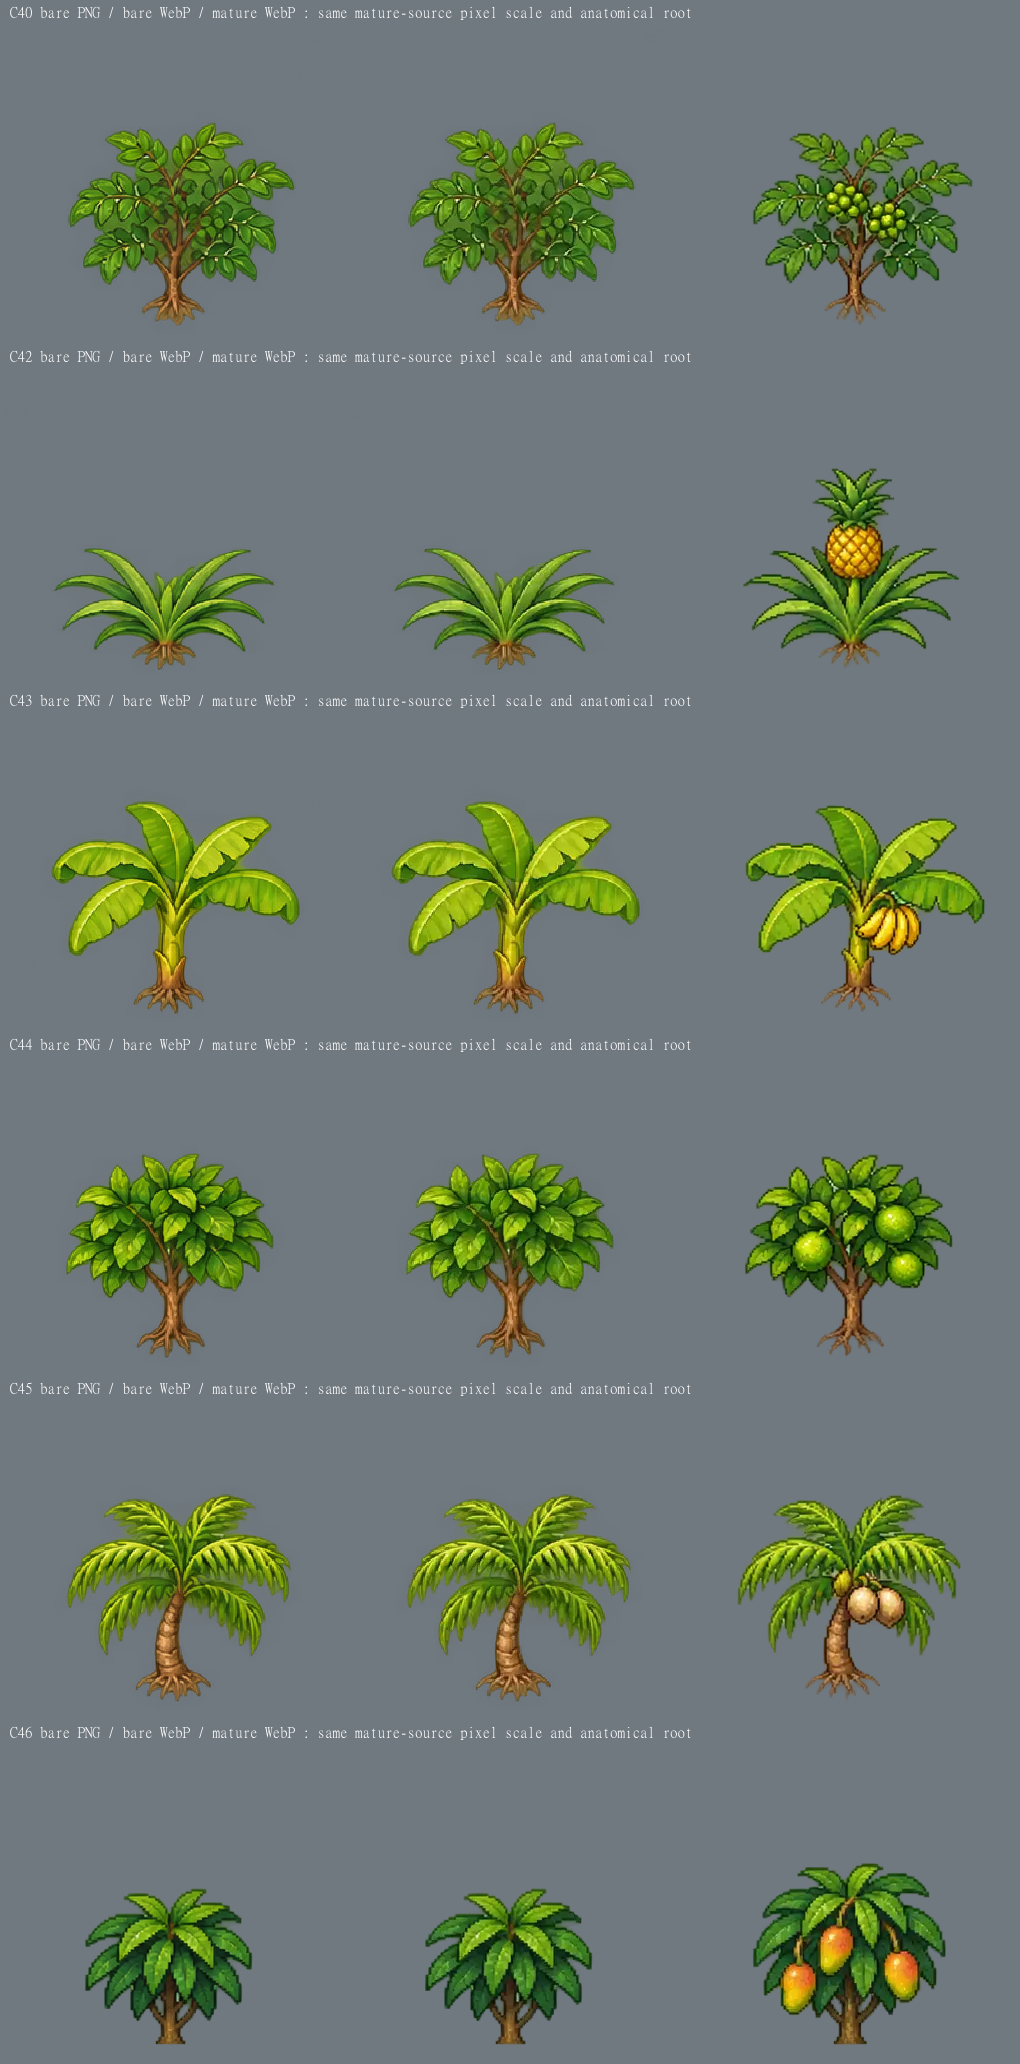 C40 bare PNG / bare WebP / mature WebP : same mature-source pixel scale and anatomical root
C42 bare PNG / bare WebP / mature WebP : same mature-source pixel scale and anatomical root
C43 bare PNG / bare WebP / mature WebP : same mature-source pixel scale and anatomical root
C44 bare PNG / bare WebP / mature WebP : same mature-source pixel scale and anatomical root
C45 bare PNG / bare WebP / mature WebP : same mature-source pixel scale and anatomical root
C46 bare PNG / bare WebP / mature WebP : same mature-source pixel scale and anatomical root